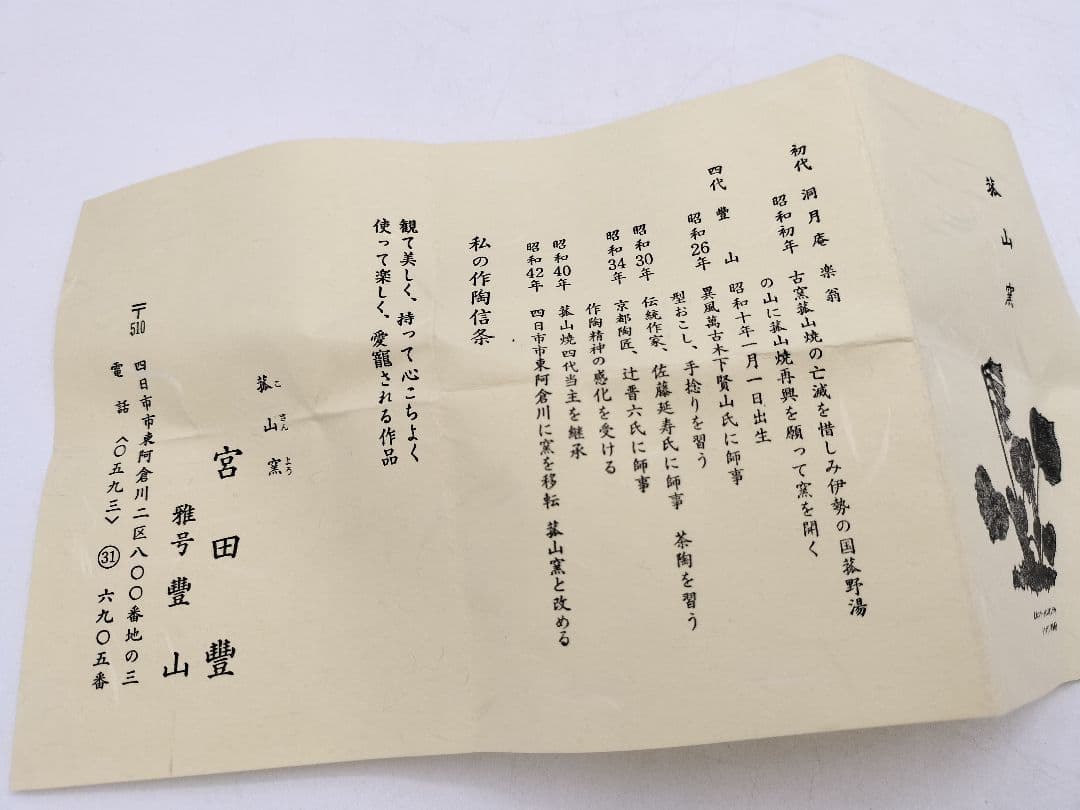 菰山窯
初代 洞月庵 楽翁
昭和初年 古窯菰山焼の亡滅を惜しみ伊勢の国菰野湯
の山に菰山焼再興を願って窯を開く
四代 豊山 昭和十年一月一日出生
昭和26年 異風萬古木下賢山氏に師事
型おこし、手捻りを習う
昭和30年 伝統作家、佐藤延寿氏に師事 茶陶を習う
昭和34年 京都陶匠、辻晋六氏に師事
作陶精神の感化を受ける
昭和40年 菰山焼四代当主を継承
昭和42年 四日市市東阿倉川に窯を移転 菰山窯と改める
私の作陶信条
観て美しく、持って心こちよく
使って楽しく、愛寵される作品
菰山窯
こさんよう
宮田豐
雅号豊山
〒510 四日市市東阿倉川二区八〇〇番地の三
電話〈〇五九三〉㉛六九〇五番